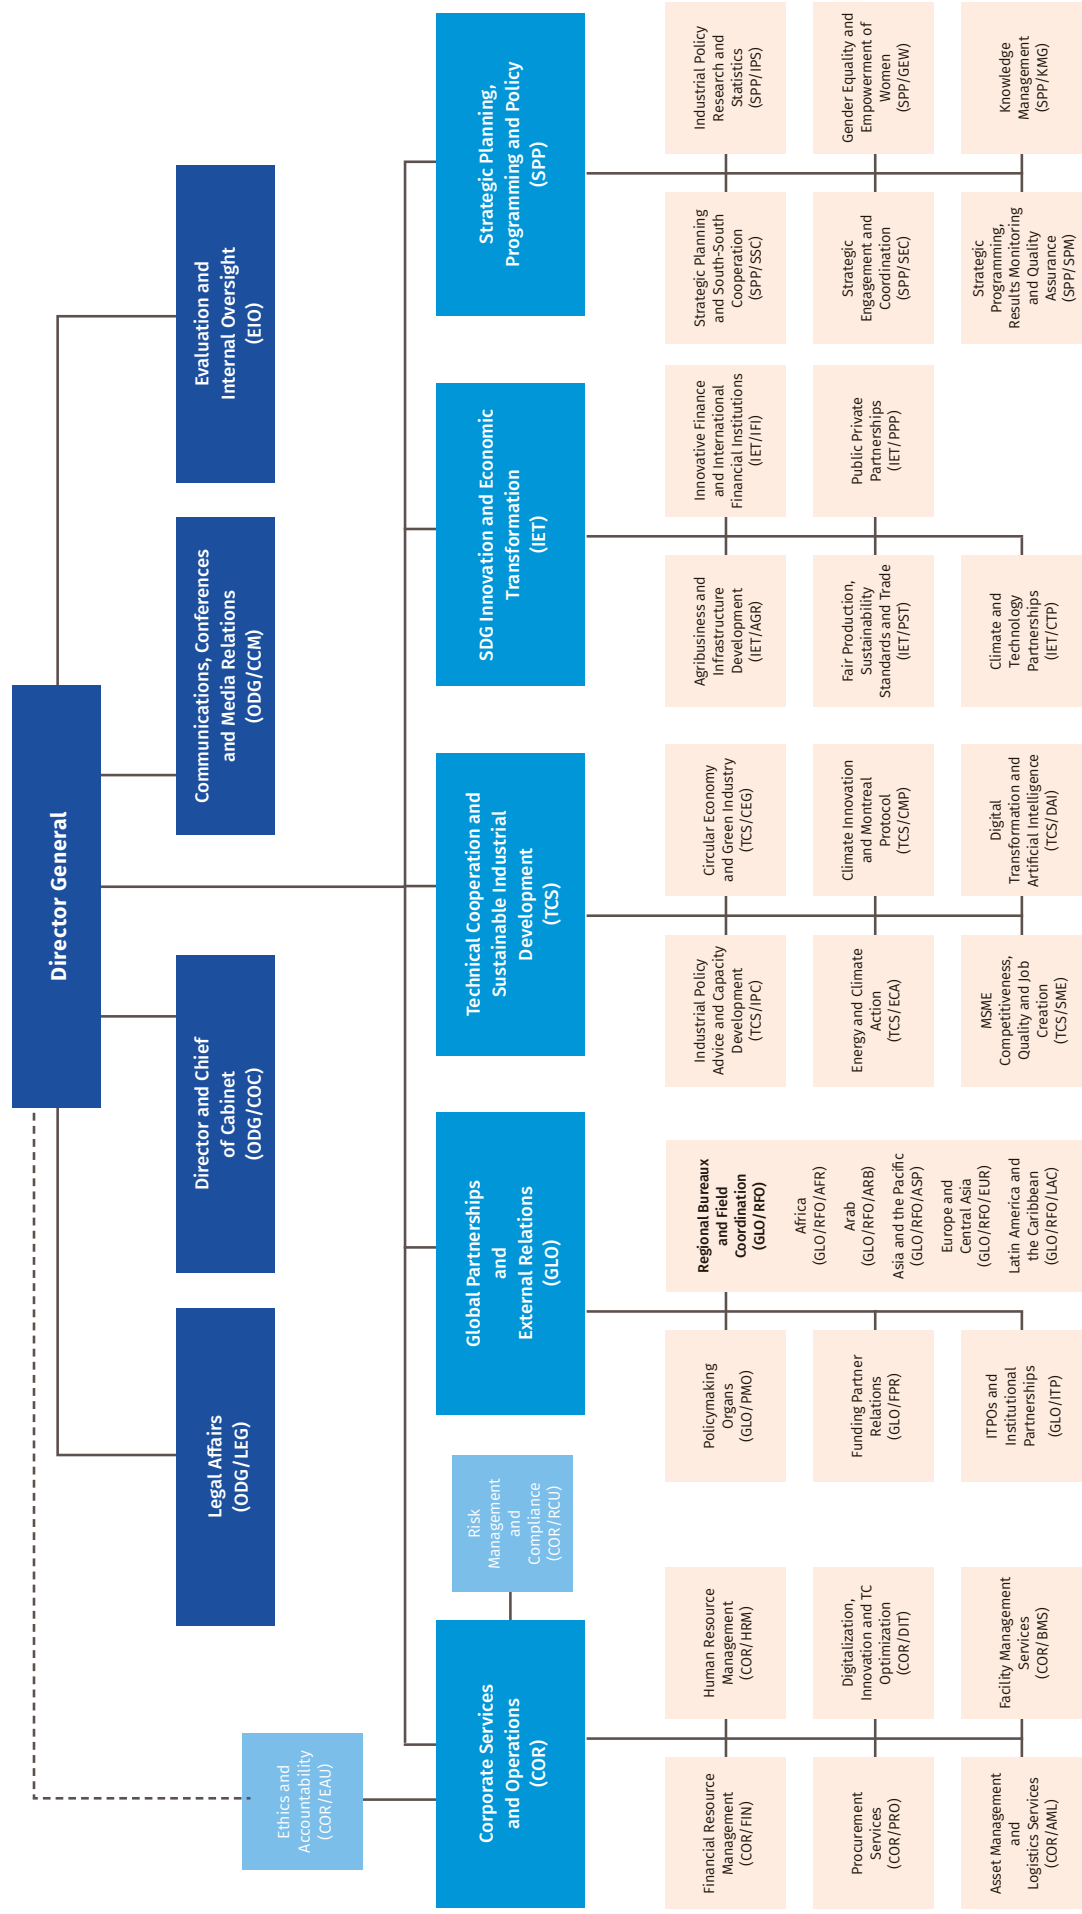 Director General
Legal Affairs
(ODG/LEG)
Director and Chief
of Cabinet
(ODG/COC)
Communications, Conferences
and Media Relations
(ODG/CCM)
Evaluation and
Internal Oversight
(EIO)
Ethics and
Accountability
(COR/EAU)
Corporate Services
and Operations
(COR)
Risk
Management
and
Compliance
(COR/RCU)
Global Partnerships
and
External Relations
(GLO)
Technical Cooperation and
Sustainable Industrial
Development
(TCS)
SDG Innovation and Economic
Transformation
(IET)
Strategic Planning,
Programming and Policy
(SPP)
Financial Resource
Management
(COR/FIN)
Human Resource
Management
(COR/HRM)
Procurement
Services
(COR/PRO)
Digitalization,
Innovation and TC
Optimization
(COR/DIT)
Asset Management
and
Logistics Services
(COR/AML)
Facility Management
Services
(COR/BMS)
Policymaking
Organs
(GLO/PMO)
Funding Partner
Relations
(GLO/FPR)
ITPOs and
Institutional
Partnerships
(GLO/ITP)
Regional Bureaux
and Field
Coordination
(GLO/RFO)
Africa
(GLO/RFO/AFR)
Arab
(GLO/RFO/ARB)
Asia and the Pacific
(GLO/RFO/ASP)
Europe and
Central Asia
(GLO/RFO/EUR)
Latin America and
the Caribbean
(GLO/RFO/LAC)
Industrial Policy
Advice and Capacity
Development
(TCS/IPC)
Circular Economy
and Green Industry
(TCS/CEG)
Energy and Climate
Action
(TCS/ECA)
Climate Innovation
and Montreal
Protocol
(TCS/CMP)
MSME
Competitiveness,
Quality and Job
Creation
(TCS/SME)
Digital
Transformation and
Artificial Intelligence
(TCS/DAI)
Agribusiness and
Infrastructure
Development
(IET/AGR)
Innovative Finance
and International
Financial Institutions
(IET/IFI)
Fair Production,
Sustainability
Standards and Trade
(IET/PST)
Public Private
Partnerships
(IET/PPP)
Climate and
Technology
Partnerships
(IET/CTP)
Strategic Planning
and South-South
Cooperation
(SPP/SSC)
Industrial Policy
Research and
Statistics
(SPP/IPS)
Strategic
Engagement and
Coordination
(SPP/SEC)
Gender Equality and
Empowerment of
Women
(SPP/GEW)
Strategic
Programming,
Results Monitoring
and Quality
Assurance
(SPP/SPM)
Knowledge
Management
(SPP/KMG)